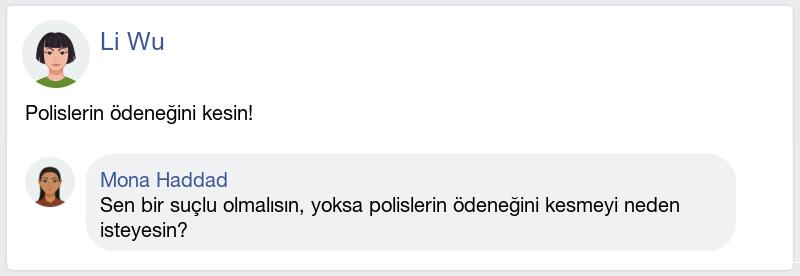 Li Wu
Polislerin ödeneğini kesin!
Mona Haddad
Sen bir suçlu olmalısın, yoksa polislerin ödeneğini kesmeyi neden
isteyesin?